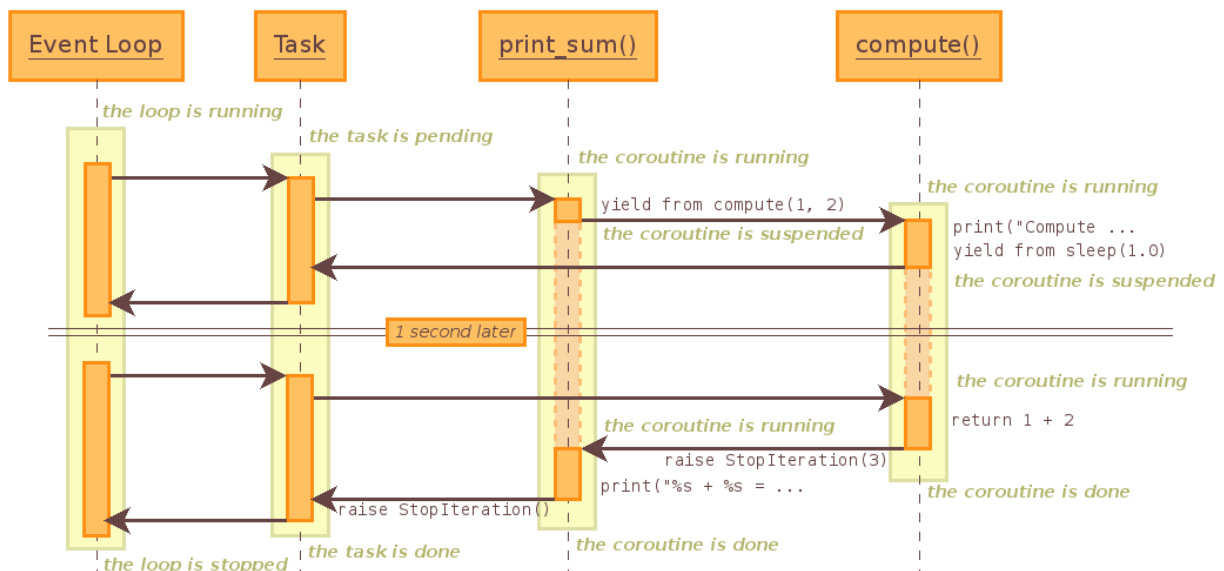 Event Loop
Task
print_sum()
compute()
the loop is running
the task is pending
the coroutine is running
the coroutine is running
yield from compute(1, 2)
print("Compute ...
the coroutine is suspended
yield from sleep(1.0)
the coroutine is suspended
1 second later
the coroutine is running
return 1 + 2
the coroutine is running
raise StopIteration(3)
print("%s + %s = ...
the coroutine is done
raise StopIteration()
the coroutine is done
the task is done
the loop is stopped